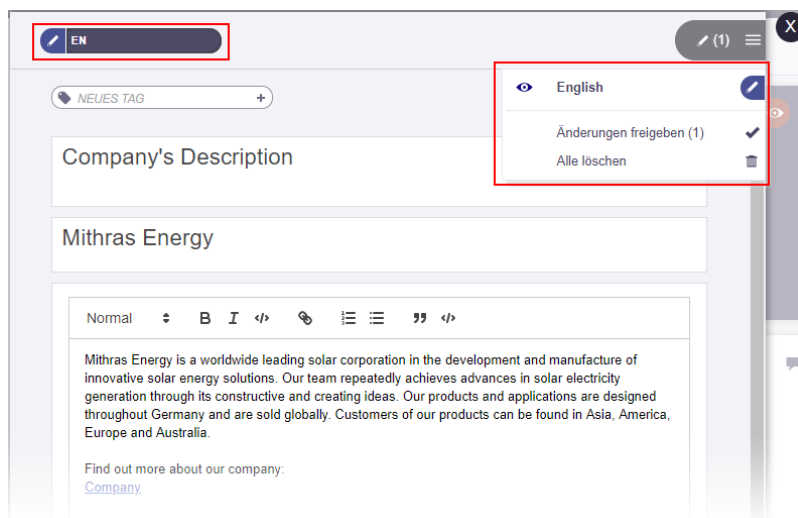 EN
(1)
X
NEUES TAG
+
English
Änderungen freigeben (1)
Alle löschen
Company's Description
Mithras Energy
Normal B I </> </>
Mithras Energy is a worldwide leading solar corporation in the development and manufacture of
innovative solar energy solutions. Our team repeatedly achieves advances in solar electricity
generation through its constructive and creating ideas. Our products and applications are designed
throughout Germany and are sold globally. Customers of our products can be found in Asia, America,
Europe and Australia.
Find out more about our company:
Company